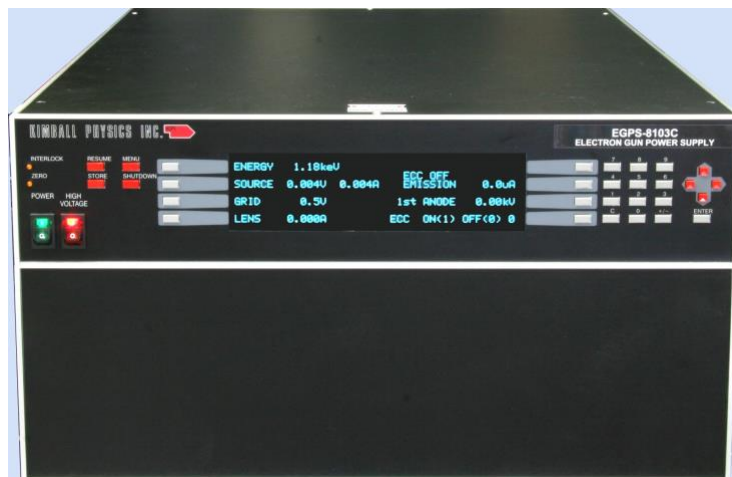 KIMBALL PHYSICS INC.
EGPS-8103C
ELECTRON GUN POWER SUPPLY
INTERLOCK
RESUME
MENU
ZERO
STORE
SHUTDOWN
POWER
HIGH
VOLTAGE
ENERGY 1.18keV
ECC OFF
SOURCE 0.004V 0.004A EMISSION 0.0uA
GRID 0.5V 1st ANODE 0.00kV
LENS 0.000A ECC ON(1) OFF(0) 0
7 8 9
4 5 6
1 2 3
C 0 +/-
ENTER